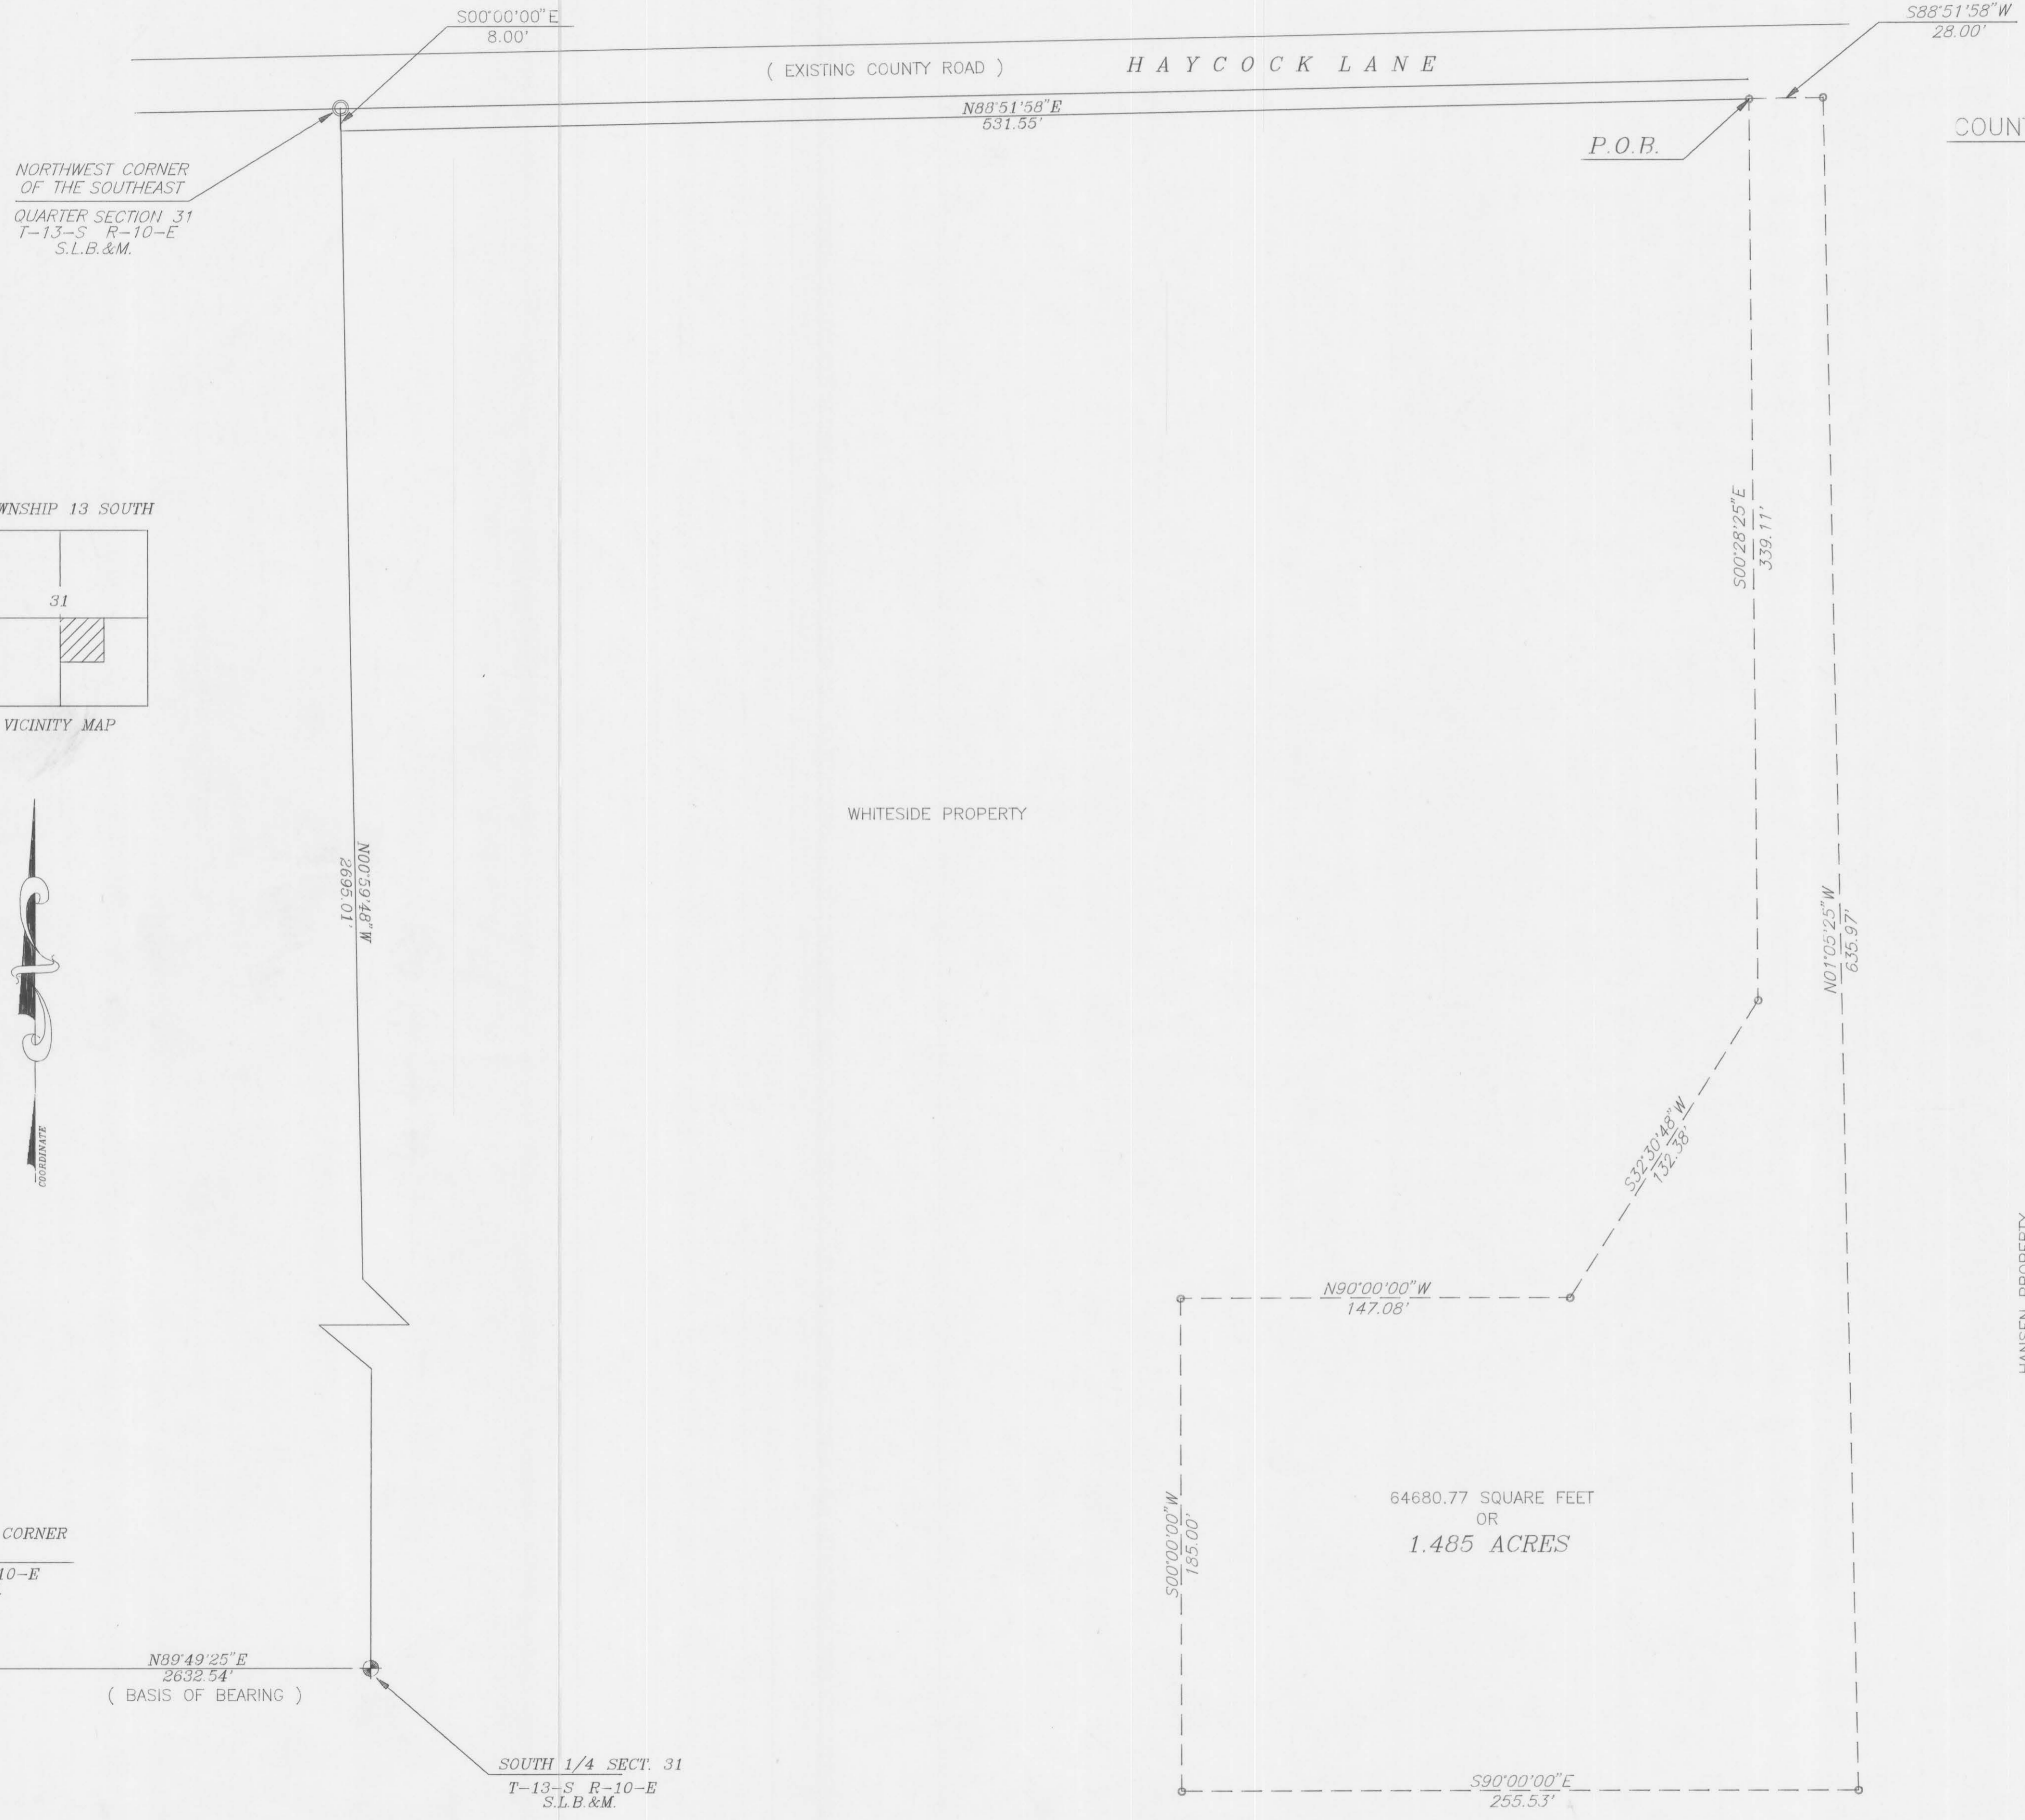 S00°00'00"E
8.00'
S88°51'58"W
28.00'
( EXISTING COUNTY ROAD )
HAYCOCK LANE
N88°51'58"E
531.55'
P.O.B.
NORTHWEST CORNER
OF THE SOUTHEAST
QUARTER SECTION 31
T-13-S R-10-E
S.L.B.&M.
13 SOUTH
31
VICINITY MAP
S00°28'25"E
339.11'
WHITESIDE PROPERTY
N00°59'48"W
2695.01'
N01°05'25"W
635.97'
COORDINATE
S32°30'48"W
132.38'
HANSEN PROPERTY
N90°00'00"W
147.08'
64680.77 SQUARE FEET
OR
1.485 ACRES
S00°00'00"W
185.00'
CORNER
10-E
N89°49'25"E
2632.54'
( BASIS OF BEARING )
SOUTH 1/4 SECT. 31
T-13-S R-10-E
S.L.B.&M.
S90°00'00"E
255.53'